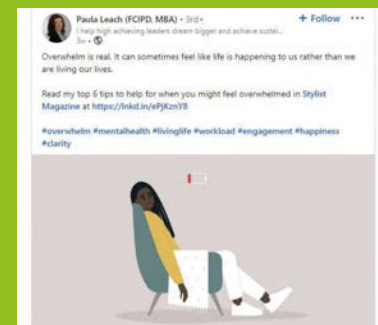 Paula Leach (FCIPD, MBA) • 3rd+
+ Follow •••
I help high achieving leaders dream bigger and achieve sustai...
3w •
Overwhelm is real. It can sometimes feel like life is happening to us rather than we
are living our lives.
Read my top 6 tips to help for when you might feel overwhelmed in Stylist
Magazine at https://lnkd.in/ePjKznY8
#overwhelm #mentalhealth #livinglife #workload #engagement #happiness
#clarity